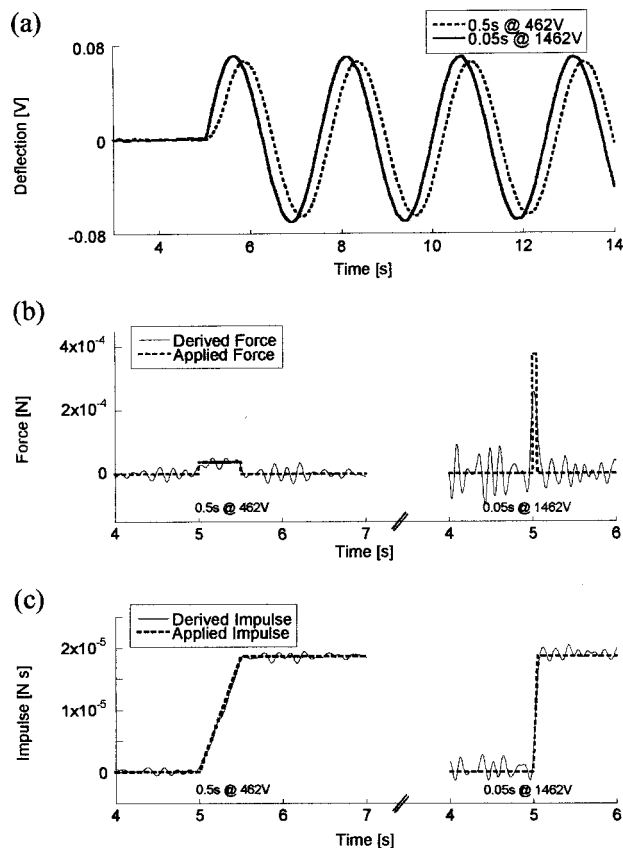 (a)
0.5s @ 462V
0.05s @ 1462V
0.08
0
-0.08
Deflection [V]
4 6 8 10 12 14
Time [s]
(b)
Derived Force
Applied Force
4x10-4
2x10-4
0
Force [N]
0.5s @ 462V
0.05s @ 1462V
4 5 6 7 4 5 6
Time [s]
(c)
Derived Impulse
Applied Impulse
2x10-5
1x10-5
0
Impulse [N s]
0.5s @ 462V
0.05s @ 1462V
4 5 6 7 4 5 6
Time [s]